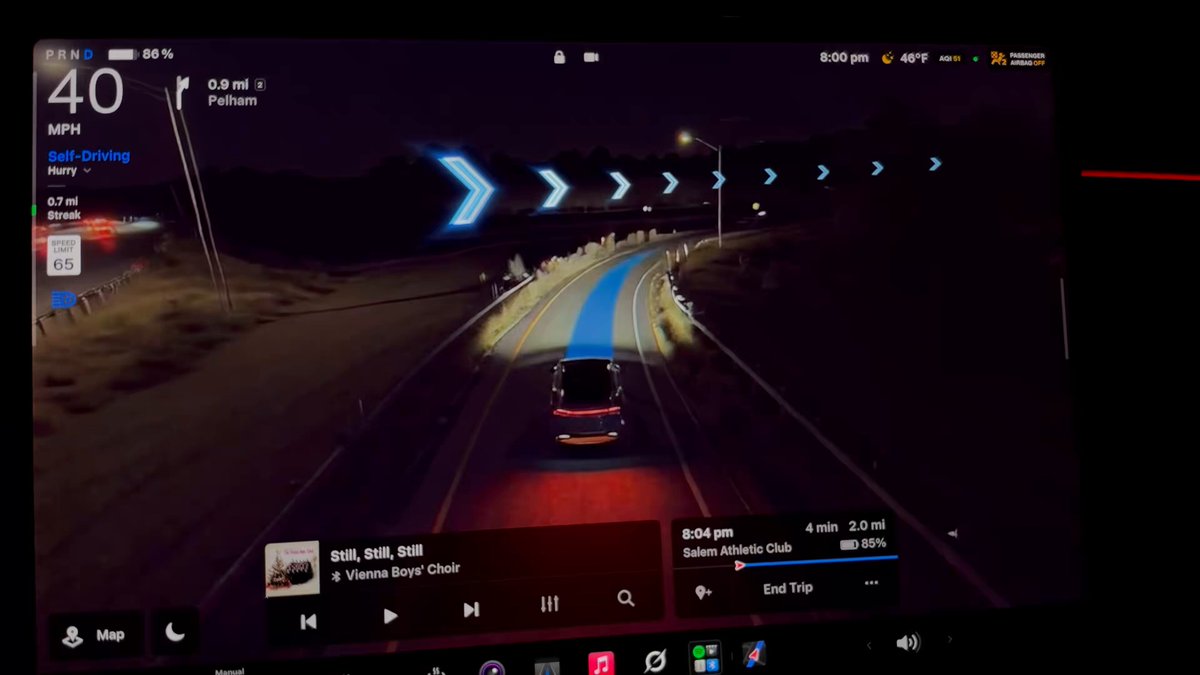 P R N D 86 %
8:00 pm 46°F AQI 51 PASSENGER
AIRBAG OFF
40
MPH
0.9 mi 2
Pelham
Self-Driving
Hurry
0.7 mi
Streak
SPEED
LIMIT
65
Still, Still, Still
Vienna Boys' Choir
8:04 pm 4 min 2.0 mi
Salem Athletic Club 85%
End Trip
Map
Manual